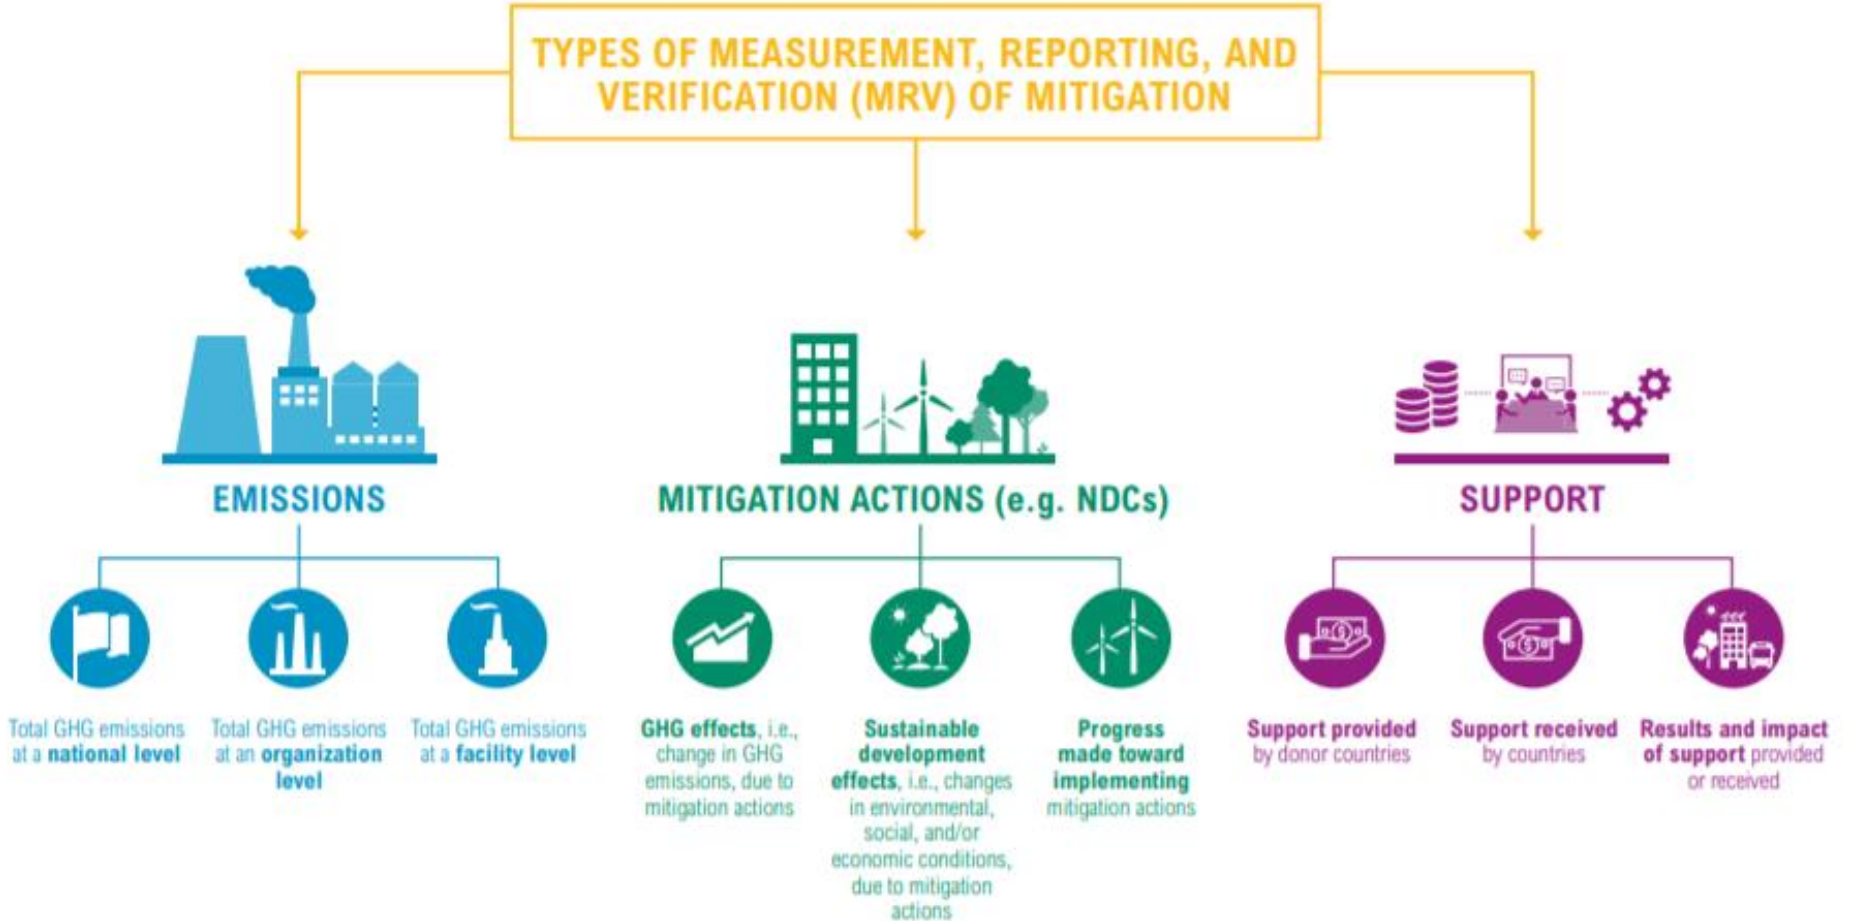 TYPES OF MEASUREMENT, REPORTING, AND
VERIFICATION (MRV) OF MITIGATION
EMISSIONS
Total GHG emissions
at a national level
Total GHG emissions
at an organization
level
Total GHG emissions
at a facility level
MITIGATION ACTIONS (e.g. NDCs)
GHG effects, i.e.,
change in GHG
emissions, due to
mitigation actions
Sustainable
development
effects, i.e., changes
in environmental,
social, and/or
economic conditions,
due to mitigation
actions
Progress
made toward
implementing
mitigation actions
SUPPORT
Support provided
by donor countries
Support received
by countries
Results and impact
of support provided
or received